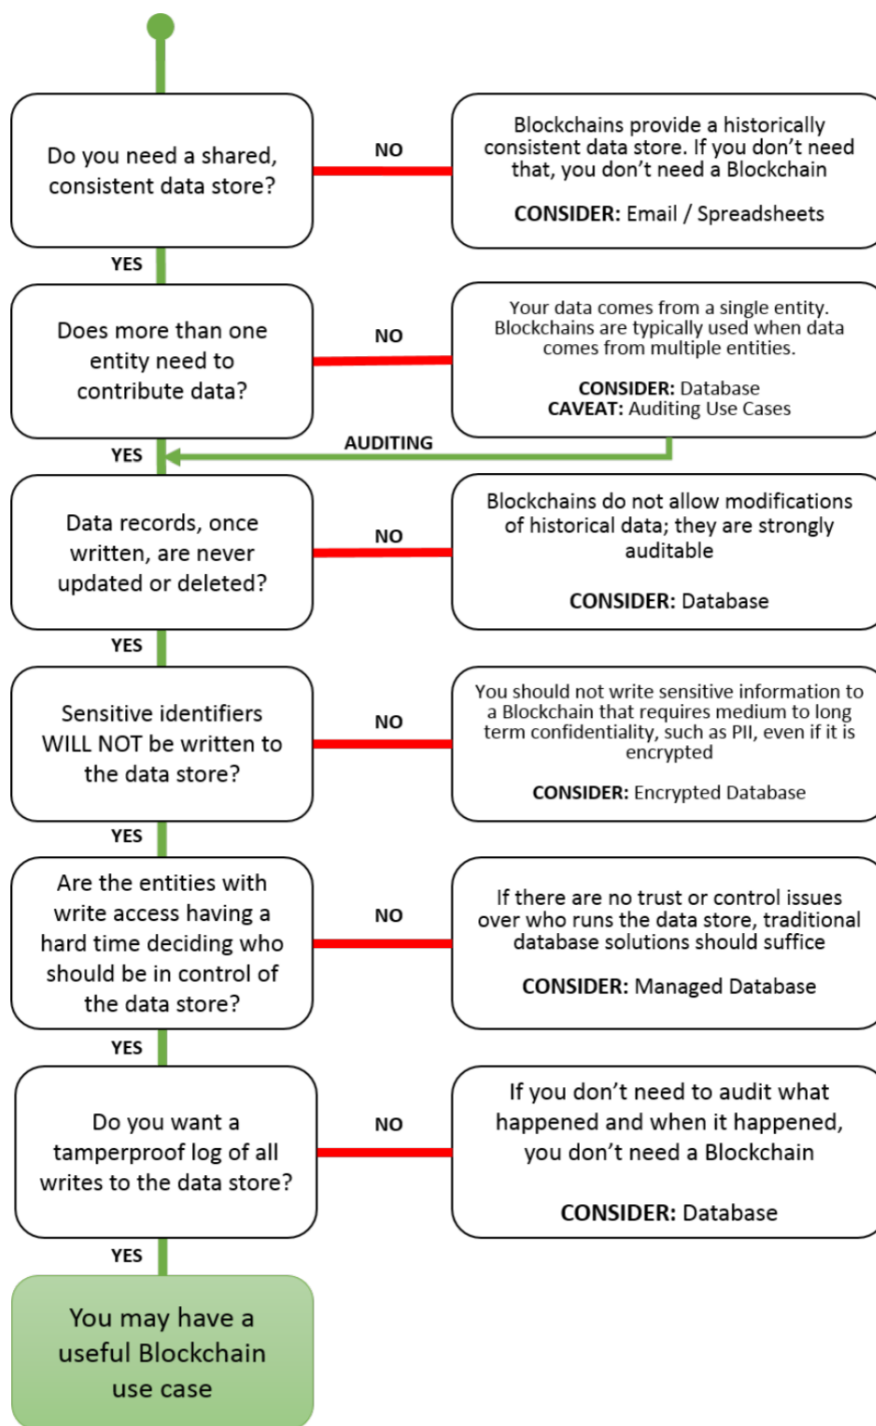 Do you need a shared,
consistent data store?
NO
Blockchains provide a historically
consistent data store. If you don't need
that, you don't need a Blockchain
CONSIDER: Email / Spreadsheets
YES
Does more than one
entity need to
contribute data?
NO
Your data comes from a single entity.
Blockchains are typically used when data
comes from multiple entities.
CONSIDER: Database
CAVEAT: Auditing Use Cases
YES
AUDITING
Data records, once
written, are never
updated or deleted?
NO
Blockchains do not allow modifications
of historical data; they are strongly
auditable
CONSIDER: Database
YES
Sensitive identifiers
WILL NOT be written to
the data store?
NO
You should not write sensitive information to
a Blockchain that requires medium to long
term confidentiality, such as PII, even if it is
encrypted
CONSIDER: Encrypted Database
YES
Are the entities with
write access having a
hard time deciding who
should be in control of
the data store?
NO
If there are no trust or control issues
over who runs the data store, traditional
database solutions should suffice
CONSIDER: Managed Database
YES
Do you want a
tamperproof log of all
writes to the data store?
NO
If you don't need to audit what
happened and when it happened,
you don't need a Blockchain
CONSIDER: Database
YES
You may have a
useful Blockchain
use case